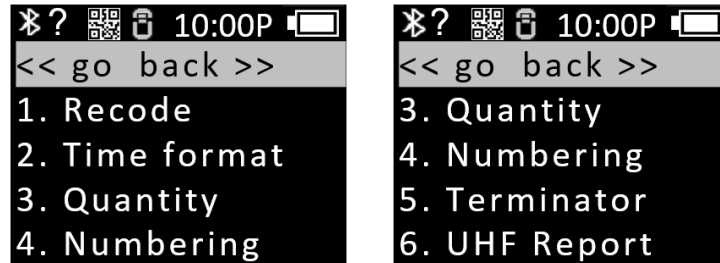 ? 10:00P
<< go back >>
1. Recode
2. Time format
3. Quantity
4. Numbering
? 10:00P
<< go back >>
3. Quantity
4. Numbering
5. Terminator
6. UHF Report